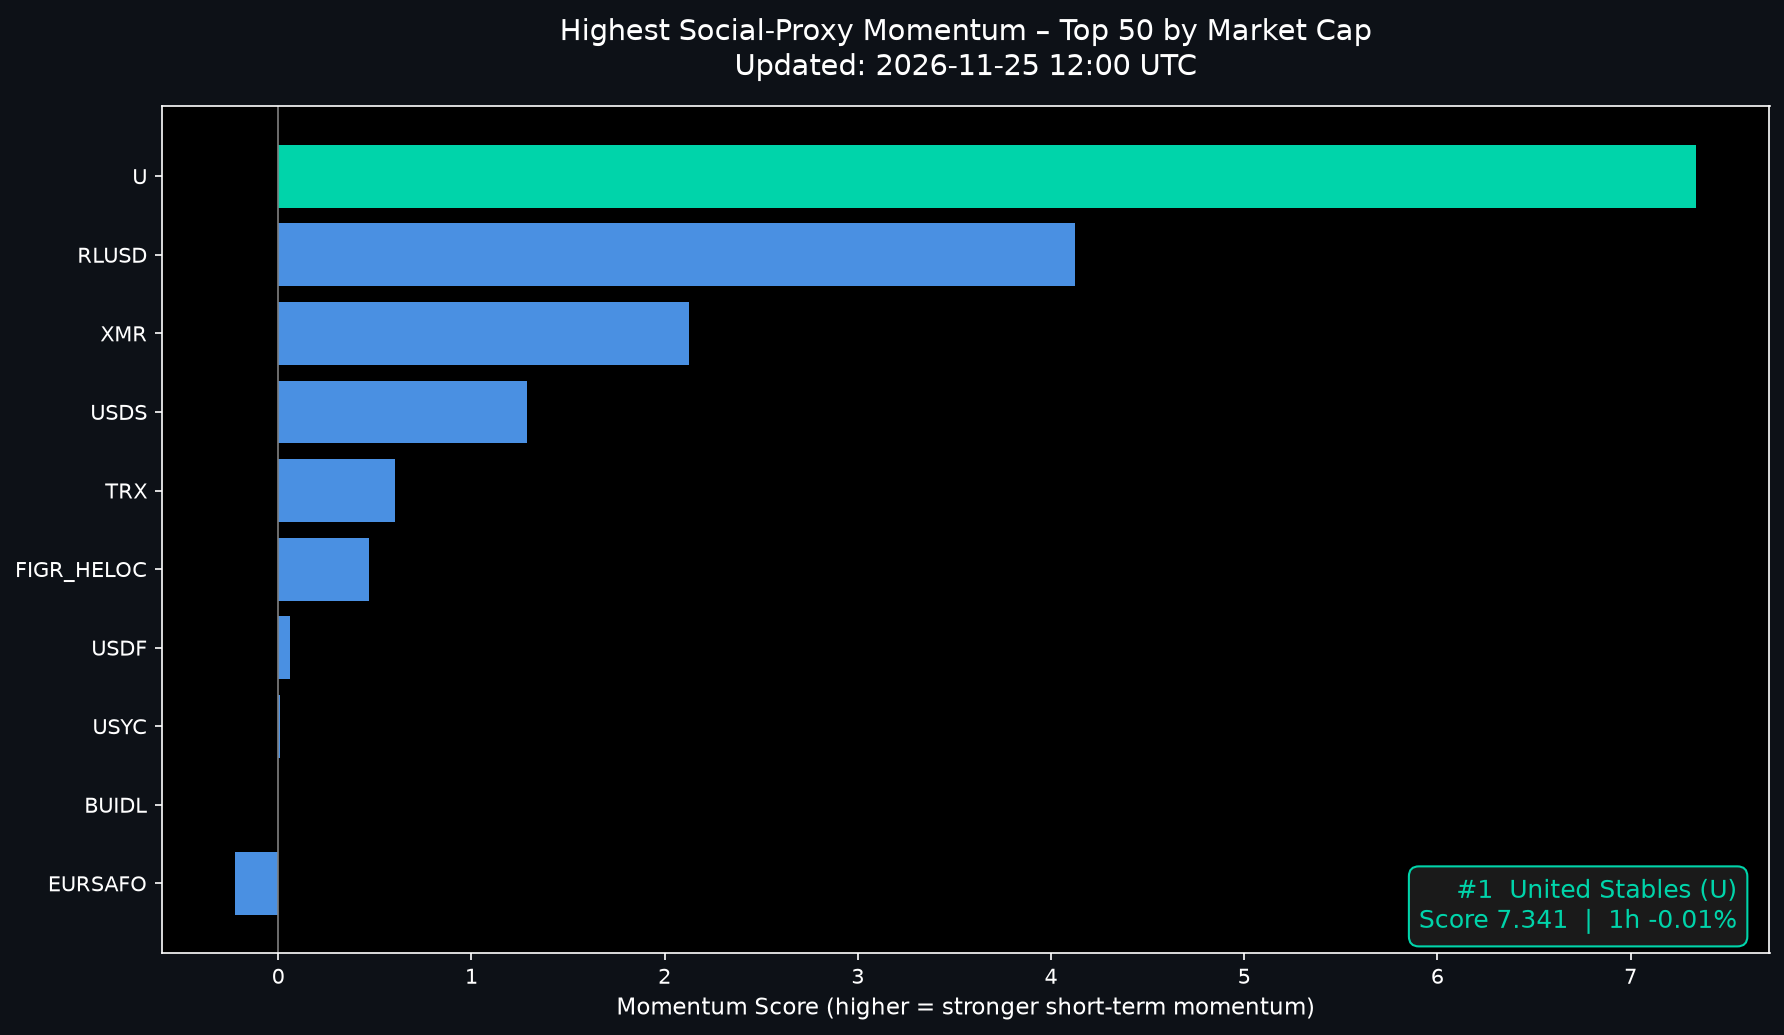 Highest Social-Proxy Momentum – Top 50 by Market Cap
Updated: 2026-11-25 12:00 UTC
U
RLUSD
XMR
USDS
TRX
FIGR_HELOC
USDF
USYC
BUIDL
EURSAFO
#1 United Stables (U)
Score 7.341 | 1h -0.01%
0 1 2 3 4 5 6 7
Momentum Score (higher = stronger short-term momentum)